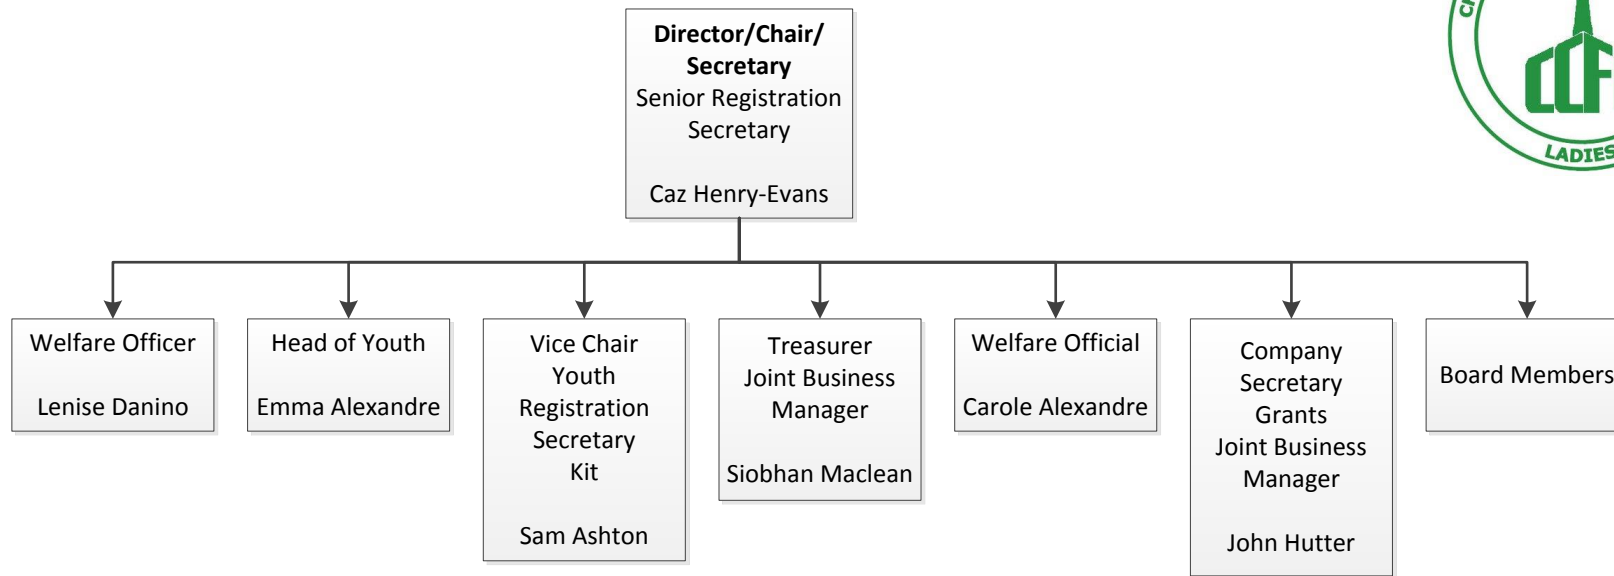 Director/Chair/
Secretary
Senior Registration
Secretary
Caz Henry-Evans
LADIES
Welfare Officer
Lenise Danino
Head of Youth
Emma Alexandre
Vice Chair
Youth
Registration
Secretary
Kit
Sam Ashton
Treasurer
Joint Business
Manager
Siobhan Maclean
Welfare Official
Carole Alexandre
Company
Secretary
Grants
Joint Business
Manager
John Hutter
Board Members